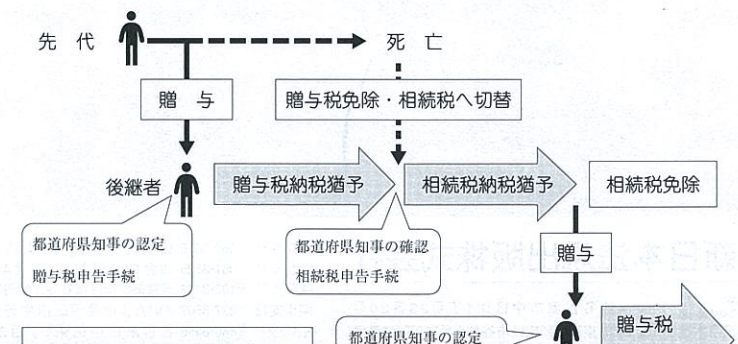 先代
死亡
贈与
贈与税免除・相続税へ切替
後継者
贈与税納税猶予
相続税納税猶予
相続税免除
都道府県知事の認定
贈与税申告手続
都道府県知事の確認
相続税申告手続
贈与
都道府県知事の認定
贈与税